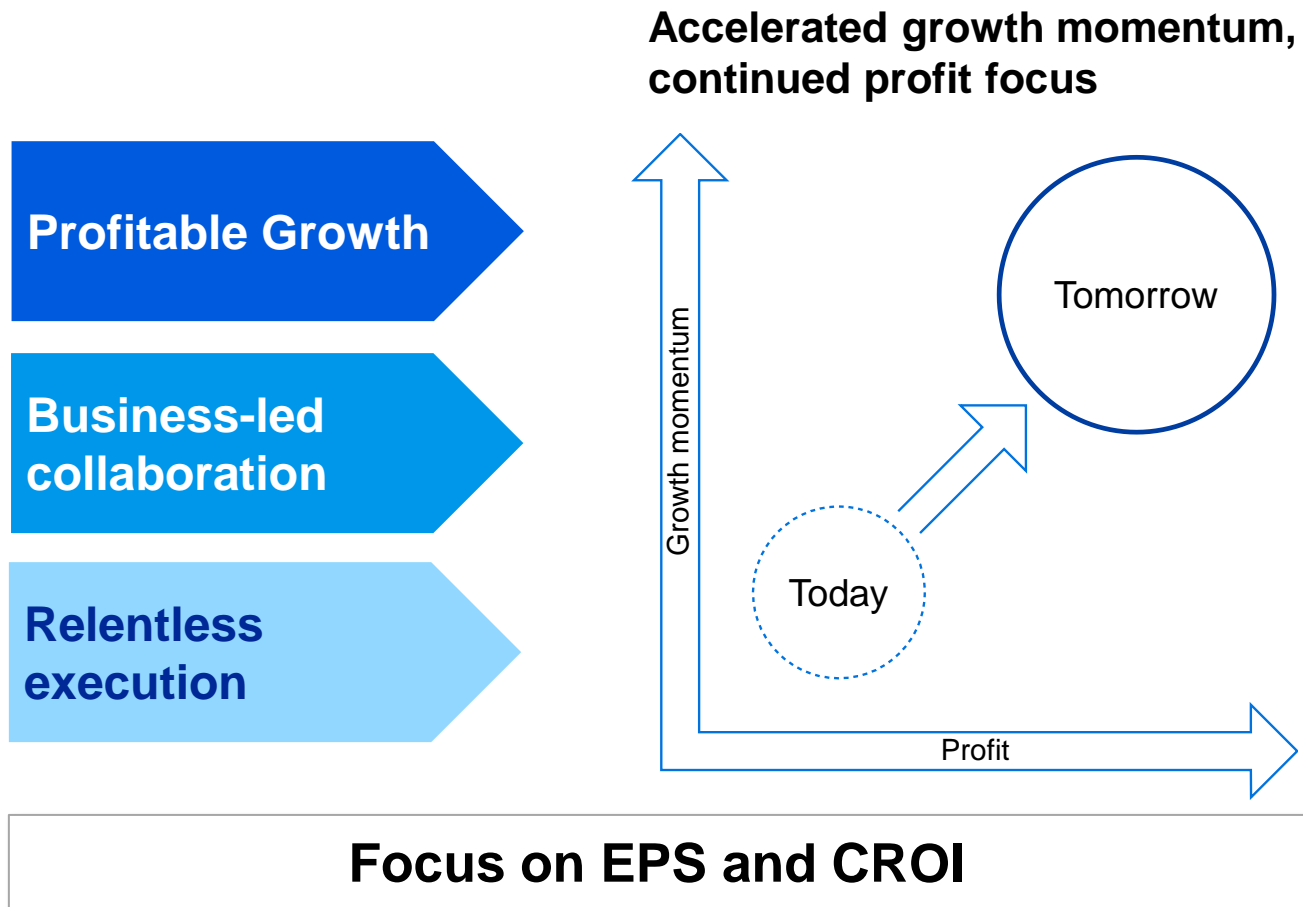 Accelerated growth momentum,
continued profit focus
Profitable Growth
Business-led
collaboration
Relentless
execution
Growth momentum
Tomorrow
Today
Profit
Focus on EPS and CROI